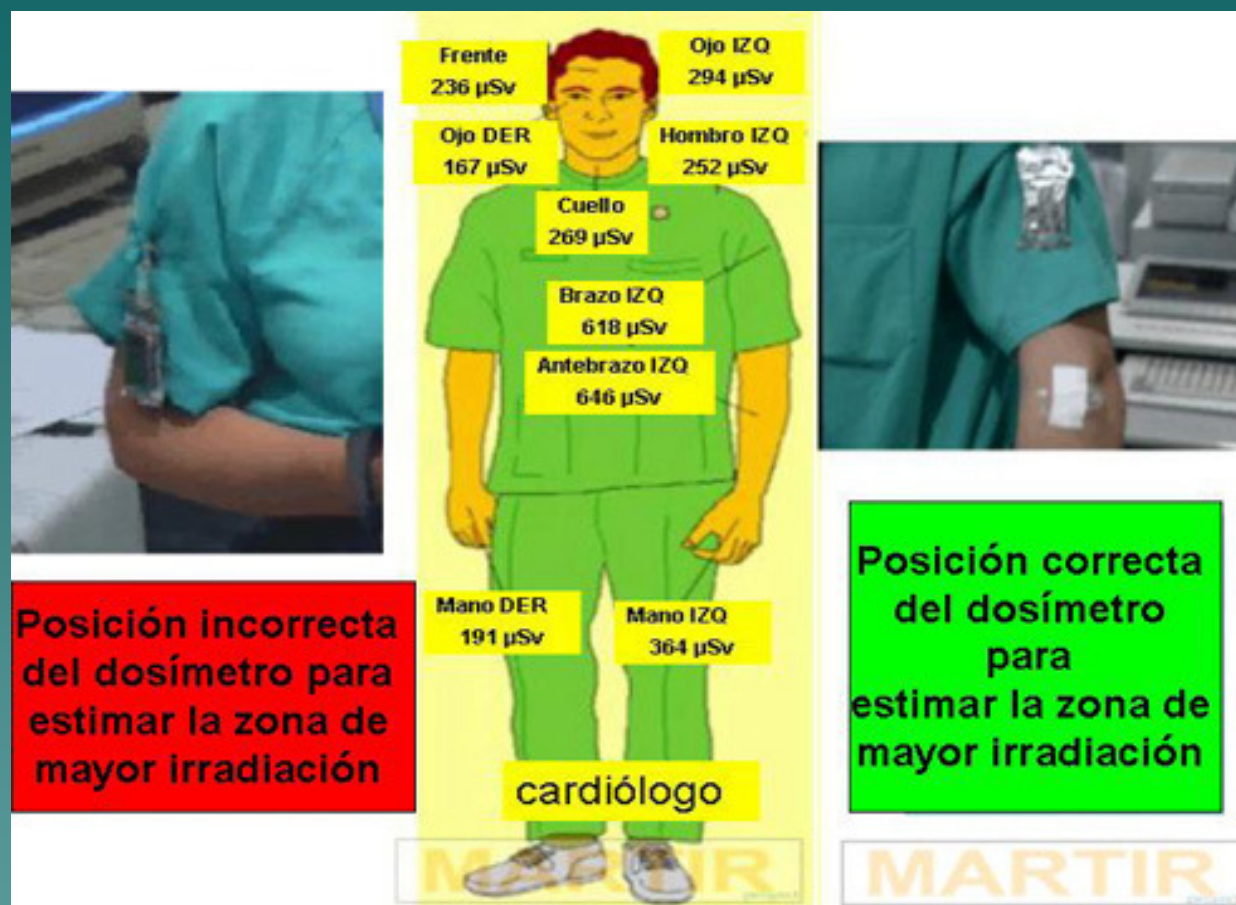 Frente
236 µSv
Ojo IZQ
294 µSv
Ojo DER
167 µSv
Hombro IZQ
252 µSv
Cuello
269 µSv
Brazo IZQ
618 µSv
Antebrazo IZQ
646 µSv
Mano DER
191 µSv
Mano IZQ
364 µSv
cardiólogo
MARTIR
Posición incorrecta
del dosímetro para
estimar la zona de
mayor irradiación
Posición correcta
del dosímetro
para
estimar la zona de
mayor irradiación
MARTIR